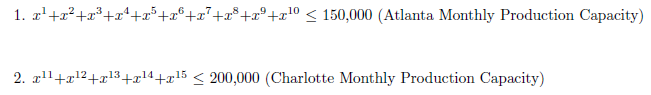 1. x¹+x²+x³+x⁴+x⁵+x⁶+x⁷+x⁸+x⁹+x¹⁰ ≤ 150,000 (Atlanta Monthly Production Capacity)
2. x¹¹+x¹²+x¹³+x¹⁴+x¹⁵ ≤ 200,000 (Charlotte Monthly Production Capacity)